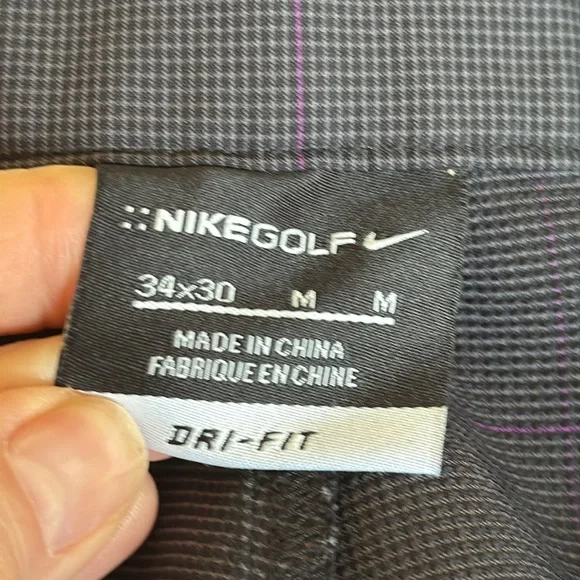 NIKEGOLF
34x30 M M
MADE IN CHINA
FABRIQUE EN CHINE
DRI-FIT